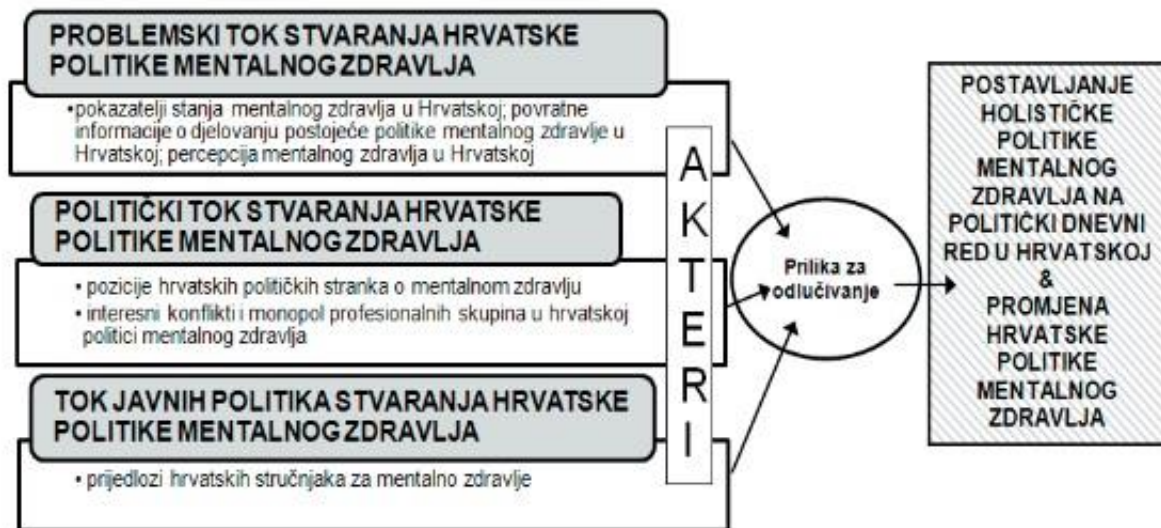 PROBLEMSKI TOK STVARANJA HRVATSKE
POLITIKE MENTALNOG ZDRAVLJA
•pokazatelji stanja mentalnog zdravlja u Hrvatskoj; povratne
informacije o djelovanju postojeće politike mentalnog zdravlje u
Hrvatskoj; percepcija mentalnog zdravlja u Hrvatskoj
POLITIČKI TOK STVARANJA HRVATSKE
POLITIKE MENTALNOG ZDRAVLJA
• pozicije hrvatskih političkih stranka o mentalnom zdravlju
• interesni konflikti i monopol profesionalnih skupina u hrvatskoj
politici mentalnog zdravlja
TOK JAVNIH POLITIKA STVARANJA HRVATSKE
POLITIKE MENTALNOG ZDRAVLJA
• prijedlozi hrvatskih stručnjaka za mentalno zdravlje
A
K
T
E
R
I
Prilika za
odlučivanje
POSTAVLJANJE
HOLISTIČKE
POLITIKE
MENTALNOG
ZDRAVLJA NA
POLITIČKI DNEVNI
RED U HRVATSKOJ
&
PROMJENA
HRVATSKE
POLITIKE
MENTALNOG
ZDRAVLJA